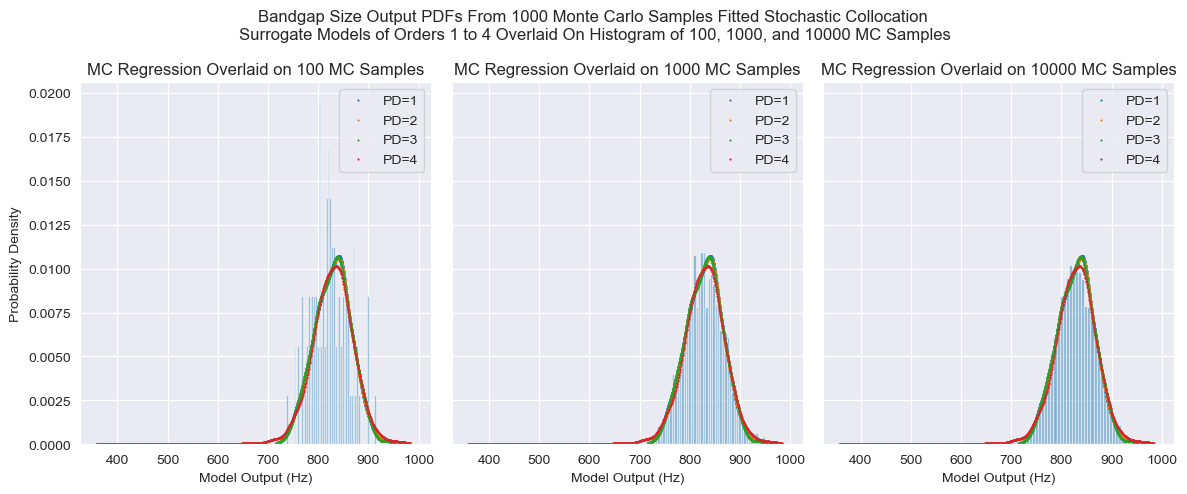 Bandgap Size Output PDFs From 1000 Monte Carlo Samples Fitted Stochastic Collocation
Surrogate Models of Orders 1 to 4 Overlaid On Histogram of 100, 1000, and 10000 MC Samples
MC Regression Overlaid on 100 MC Samples
MC Regression Overlaid on 1000 MC Samples
MC Regression Overlaid on 10000 MC Samples
Probability Density
0.0200
0.0175
0.0150
0.0125
0.0100
0.0075
0.0050
0.0025
0.0000
PD=1
PD=2
PD=3
PD=4
PD=1
PD=2
PD=3
PD=4
PD=1
PD=2
PD=3
PD=4
400 500 600 700 800 900 1000
400 500 600 700 800 900 1000
400 500 600 700 800 900 1000
Model Output (Hz)
Model Output (Hz)
Model Output (Hz)